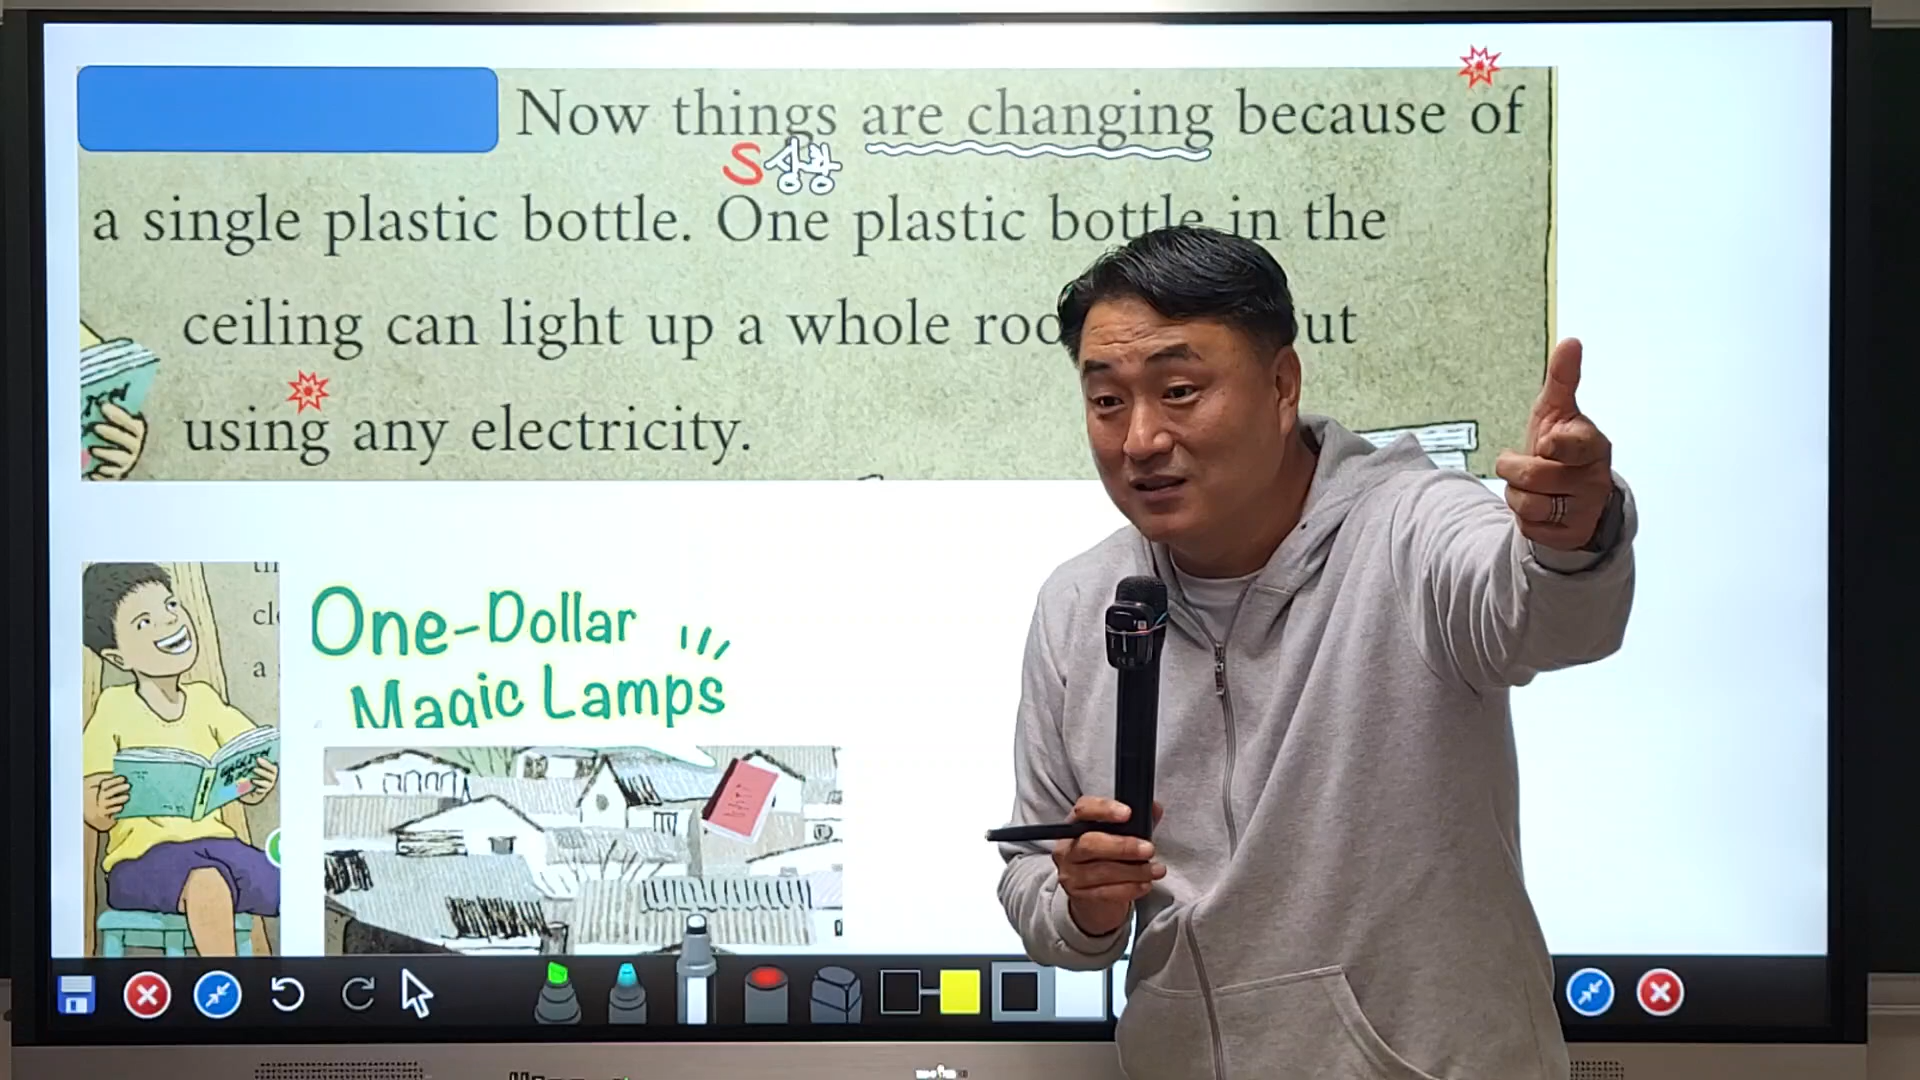 Now things are changing because of
S상황
a single plastic bottle. One plastic bottle in the
ceiling can light up a whole roo ut
using any electricity.
cl
a
One-Dollar
Magic Lamps